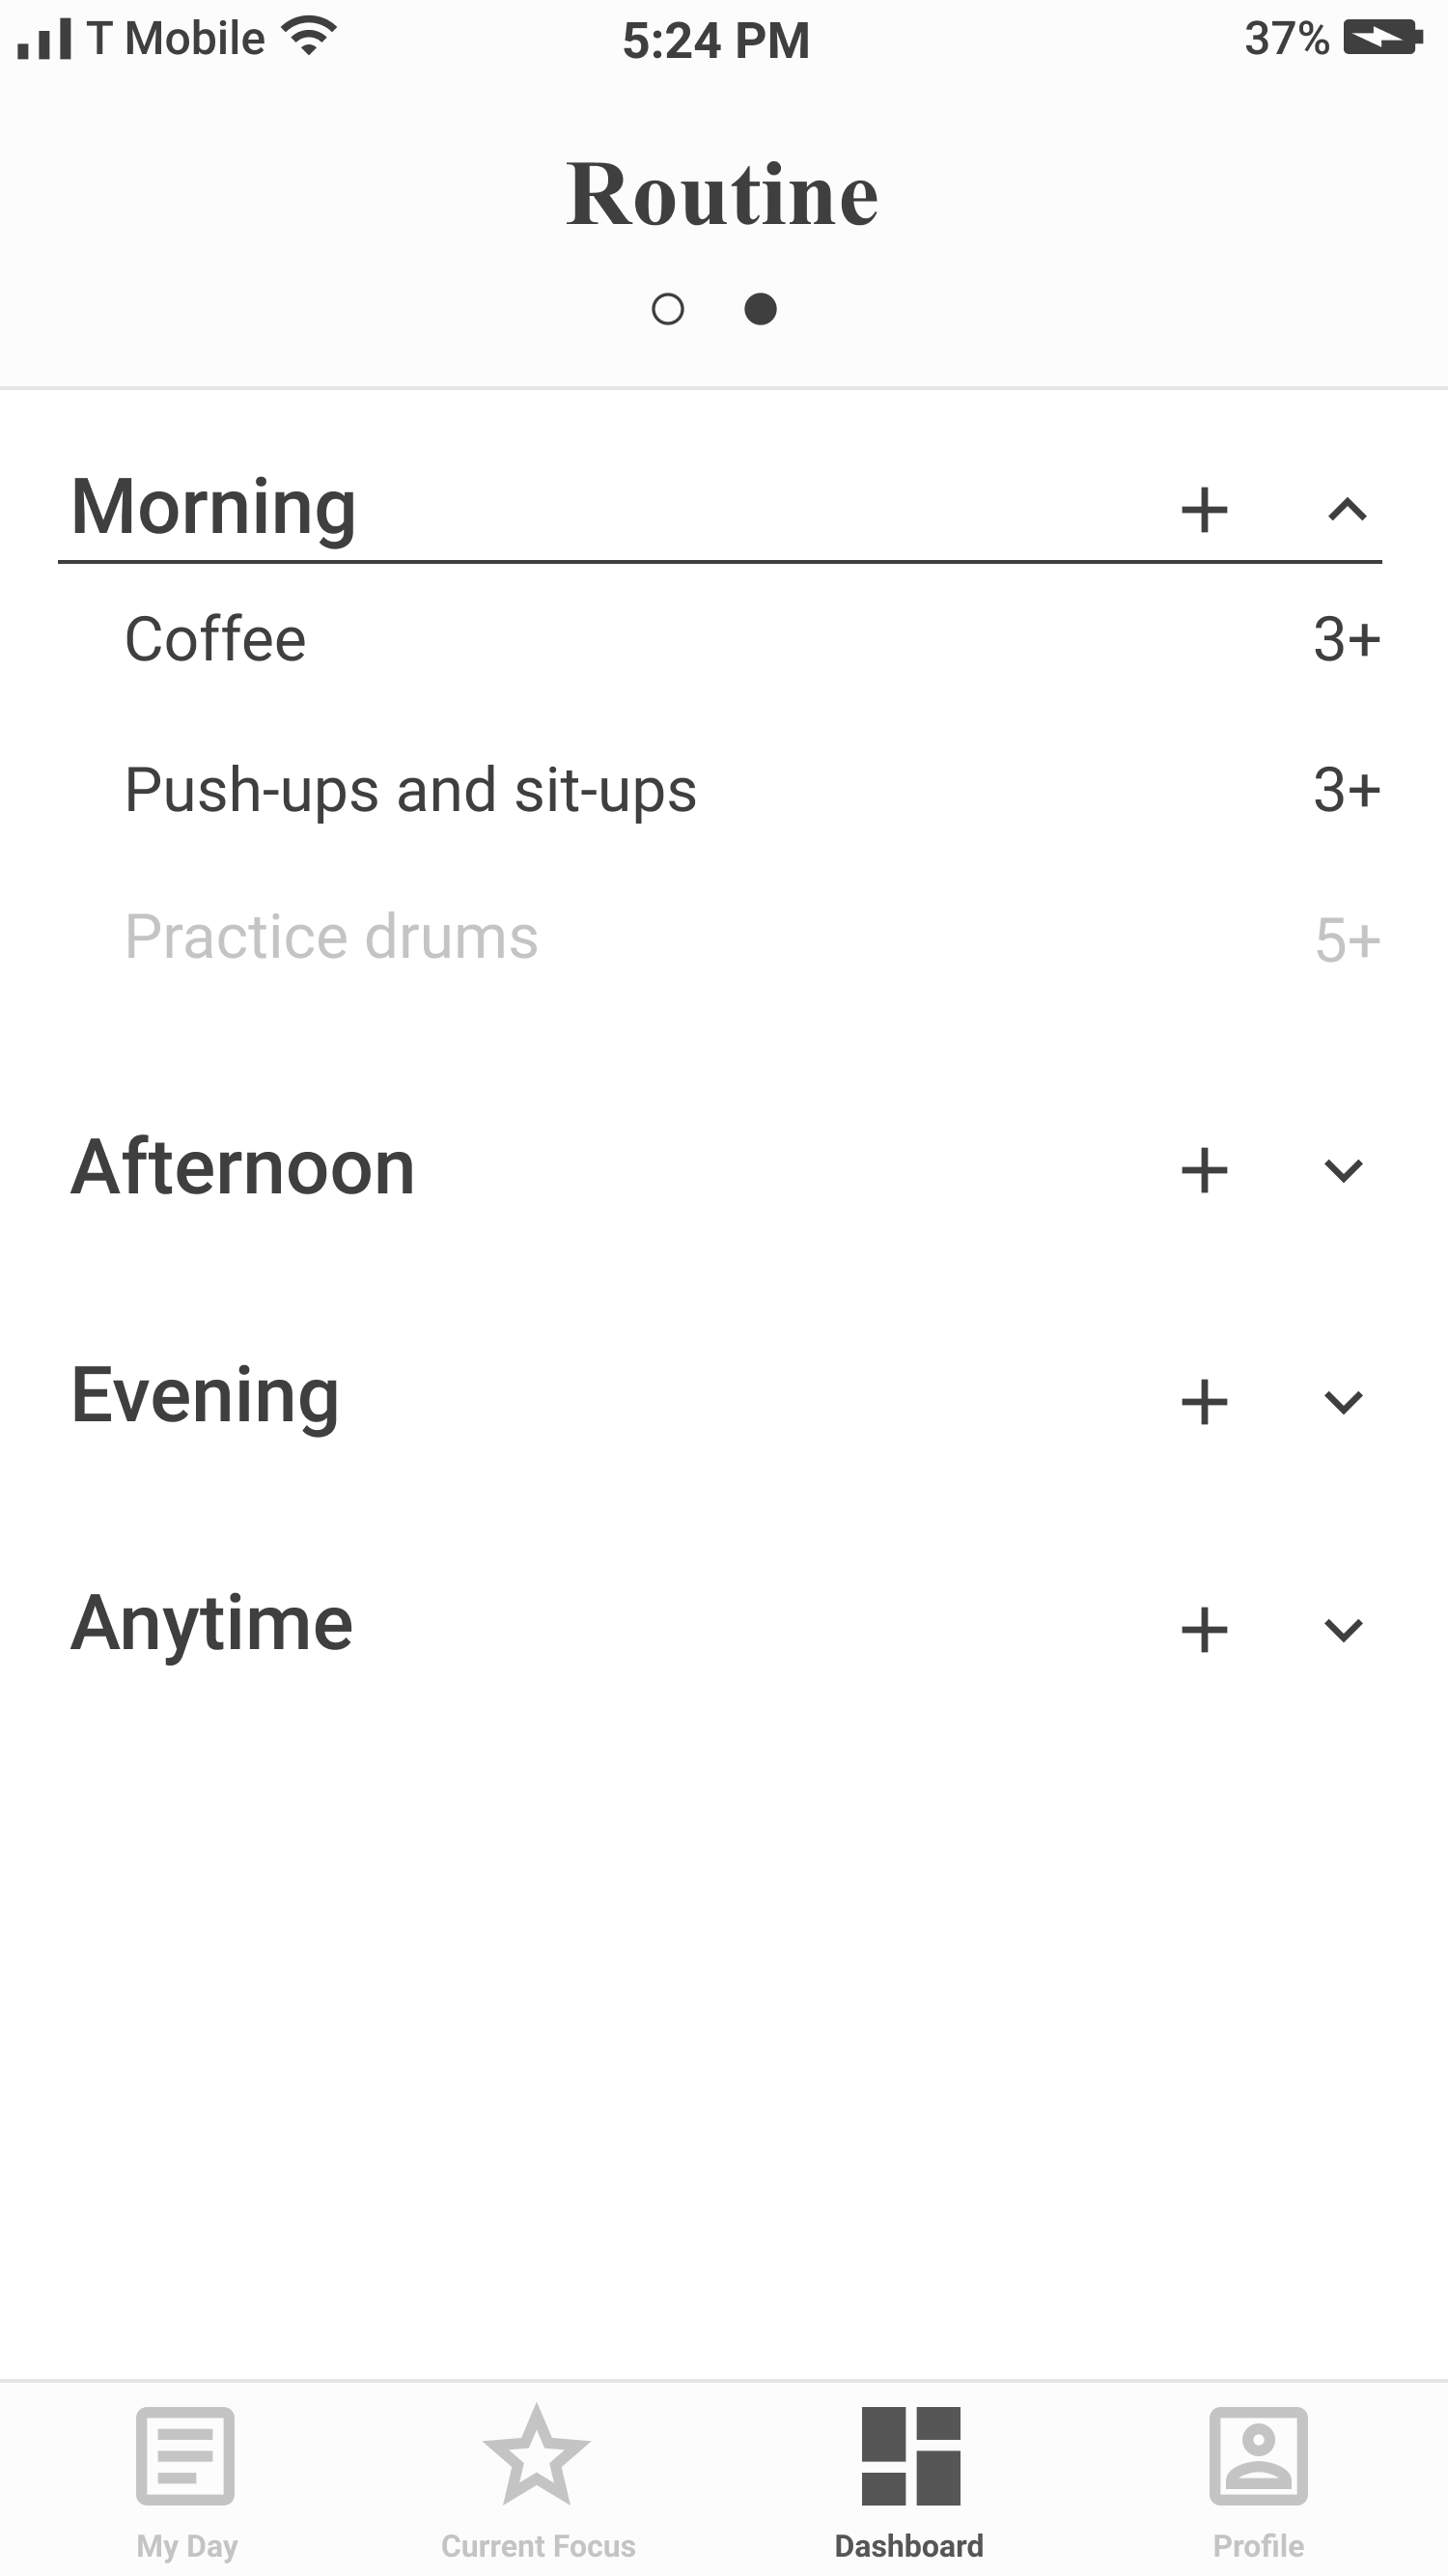 T Mobile 5:24 PM 37%
Routine
Morning
Coffee 3+
Push-ups and sit-ups 3+
Practice drums 5+
Afternoon
Evening
Anytime
My Day Current Focus Dashboard Profile